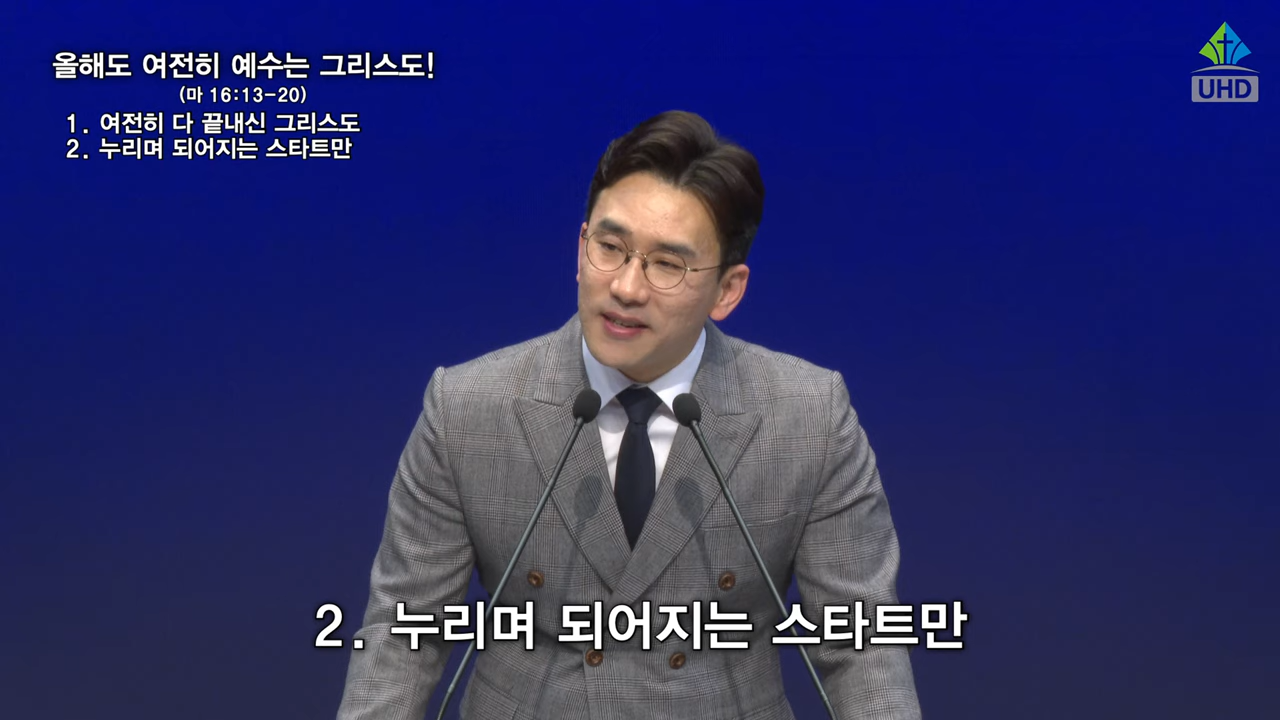 올해도 여전히 예수는 그리스도!
(마 16:13-20)
1. 여전히 다 끝내신 그리스도
2. 누리며 되어지는 스타트만
UHD
2. 누리며 되어지는 스타트만